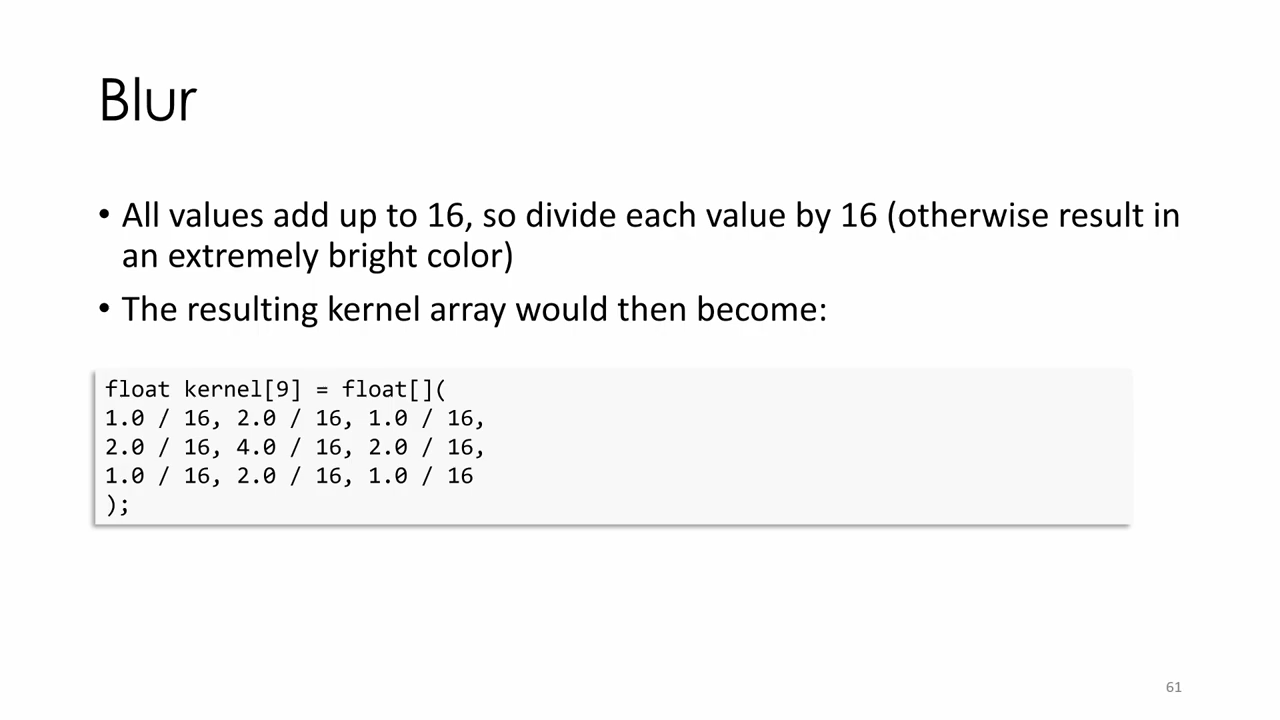 Blur
• All values add up to 16, so divide each value by 16 (otherwise result in
an extremely bright color)
• The resulting kernel array would then become:
float kernel[9] = float[](
1.0 / 16, 2.0 / 16, 1.0 / 16,
2.0 / 16, 4.0 / 16, 2.0 / 16,
1.0 / 16, 2.0 / 16, 1.0 / 16
);
61